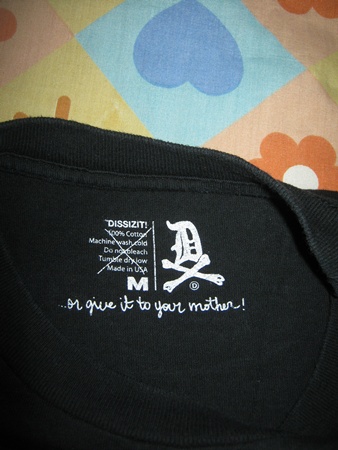 DISSIZIT!
100% Cotton
Machine wash cold
Do not bleach
Tumble dry low
Made in USA
M
D
D
...or give it to your mother!